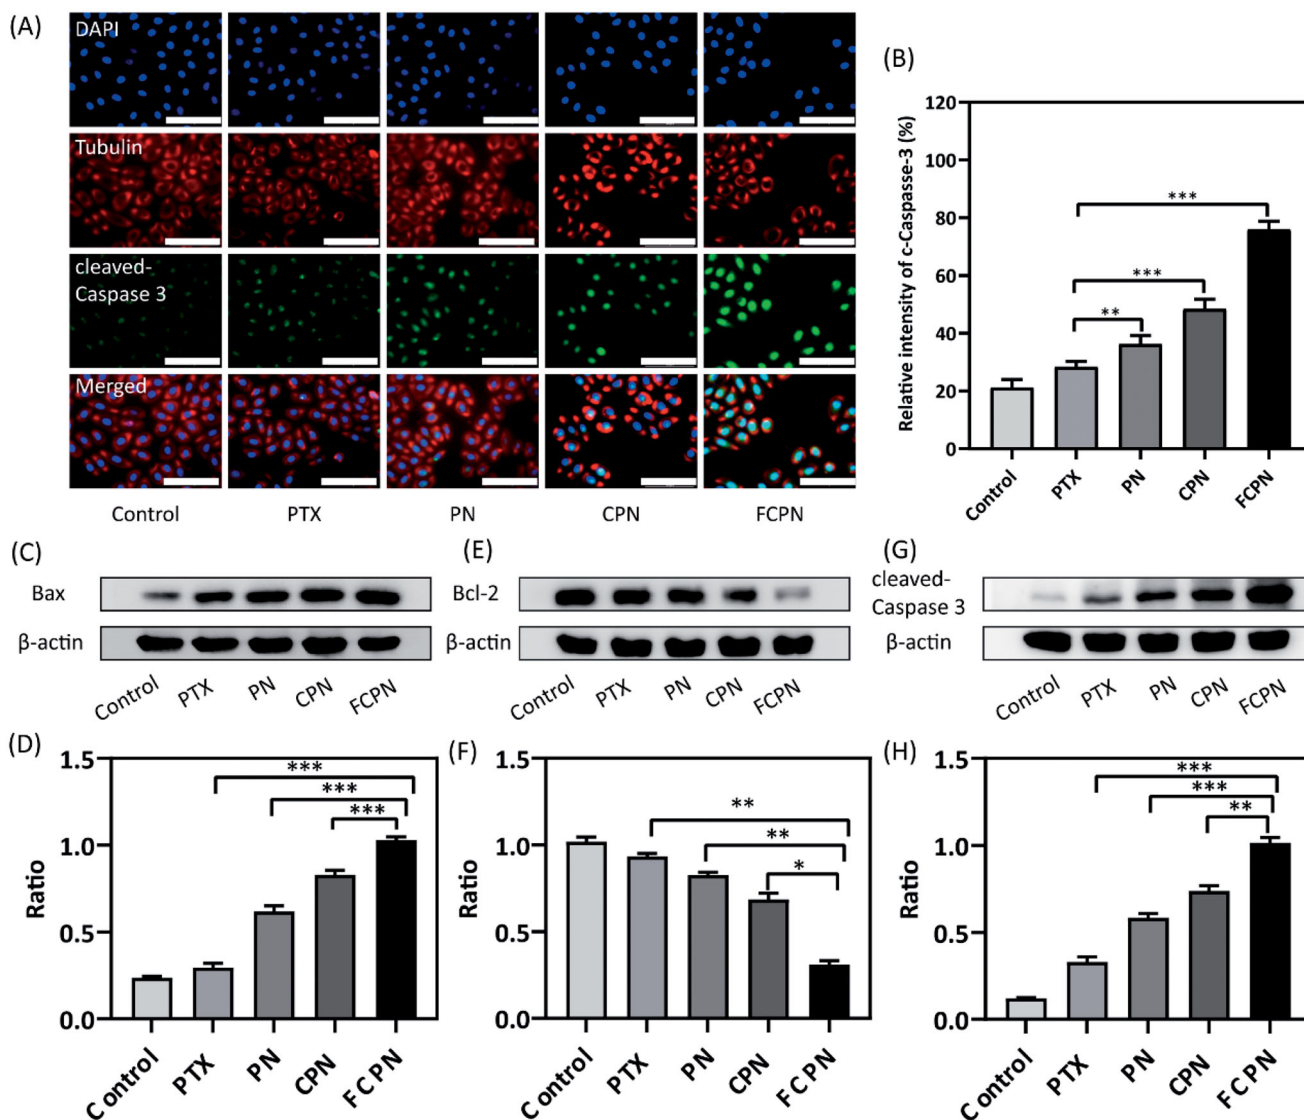 (A)
DAPI
Tubulin
cleaved-
Caspase 3
Merged
Control PTX PN CPN FCPN
(B)
Relative intensity of c-Casspse-3 (%)
120
100
80
60
40
20
0
***
***
**
Control PTX PN CPN FCPN
(C)
Bax
β-actin
Control PTX PN CPN FCPN
(E)
Bcl-2
β-actin
Control PTX PN CPN FCPN
(G)
cleaved-
Caspase 3
β-actin
Control PTX PN CPN FCPN
(D)
Ratio
1.5
1.0
0.5
0.0
***
***
***
Control PTX PN CPN FCPN
(F)
Ratio
1.5
1.0
0.5
0.0
**
**
*
Control PTX PN CPN FCPN
(H)
Ratio
1.5
1.0
0.5
0.0
***
***
**
Control PTX PN CPN FCPN